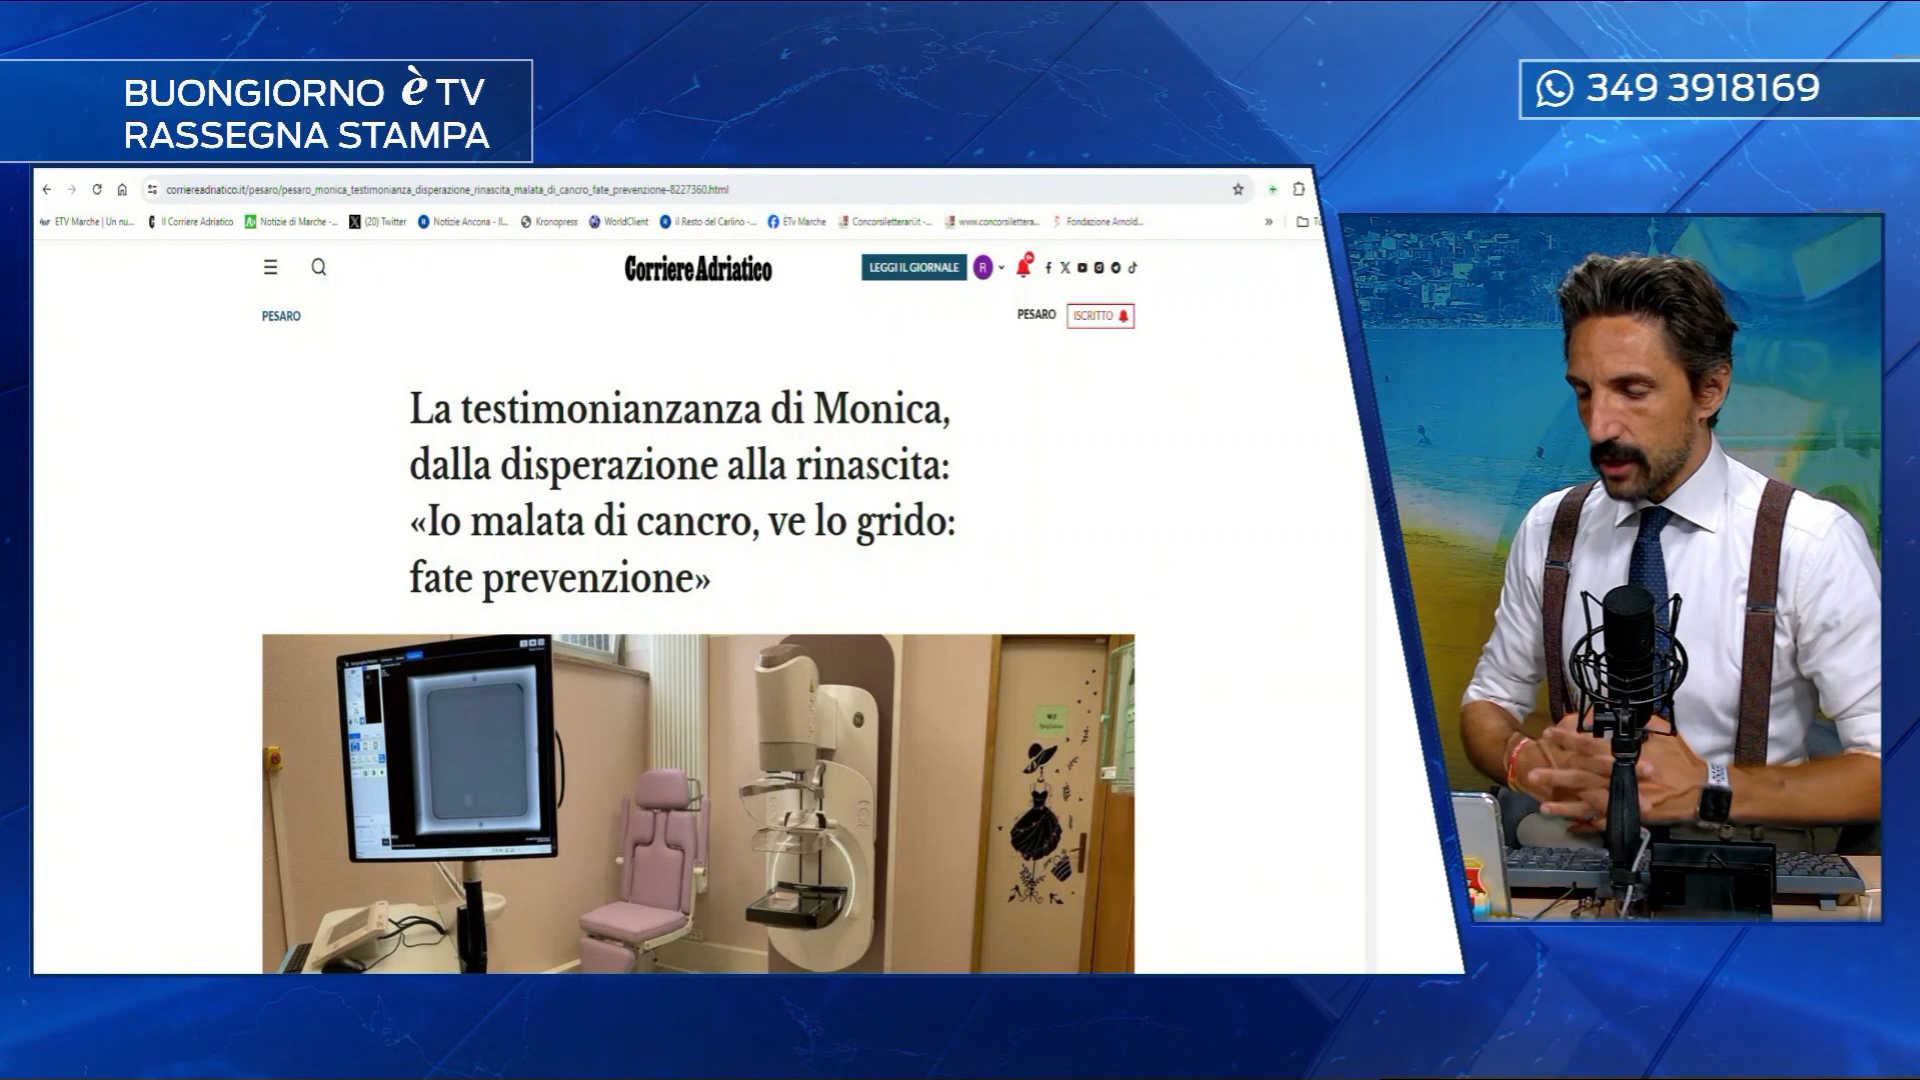 BUONGIORNO è TV
RASSEGNA STAMPA
349 3918169
corriereadriatico.it/pesaro/pesaro_monica_testimonianza_disperazione_rinascita_malata_di_cancro_fate_prevenzione-8227360.html
ETV Marche | Un nu... Il Corriere Adriatico Notizie di Marche -... (20) Twitter Notizie Ancona - Il... Kronopress WorldClient il Resto del Carlino -... ÈTv Marche Concorsiletterari.it -... www.concorsilettera... Fondazione Arnold...
Corriere Adriatico
LEGGI IL GIORNALE
R
PESARO
PESARO
ISCRITTO
La testimonianzanza di Monica,
dalla disperazione alla rinascita:
«Io malata di cancro, ve lo grido:
fate prevenzione»